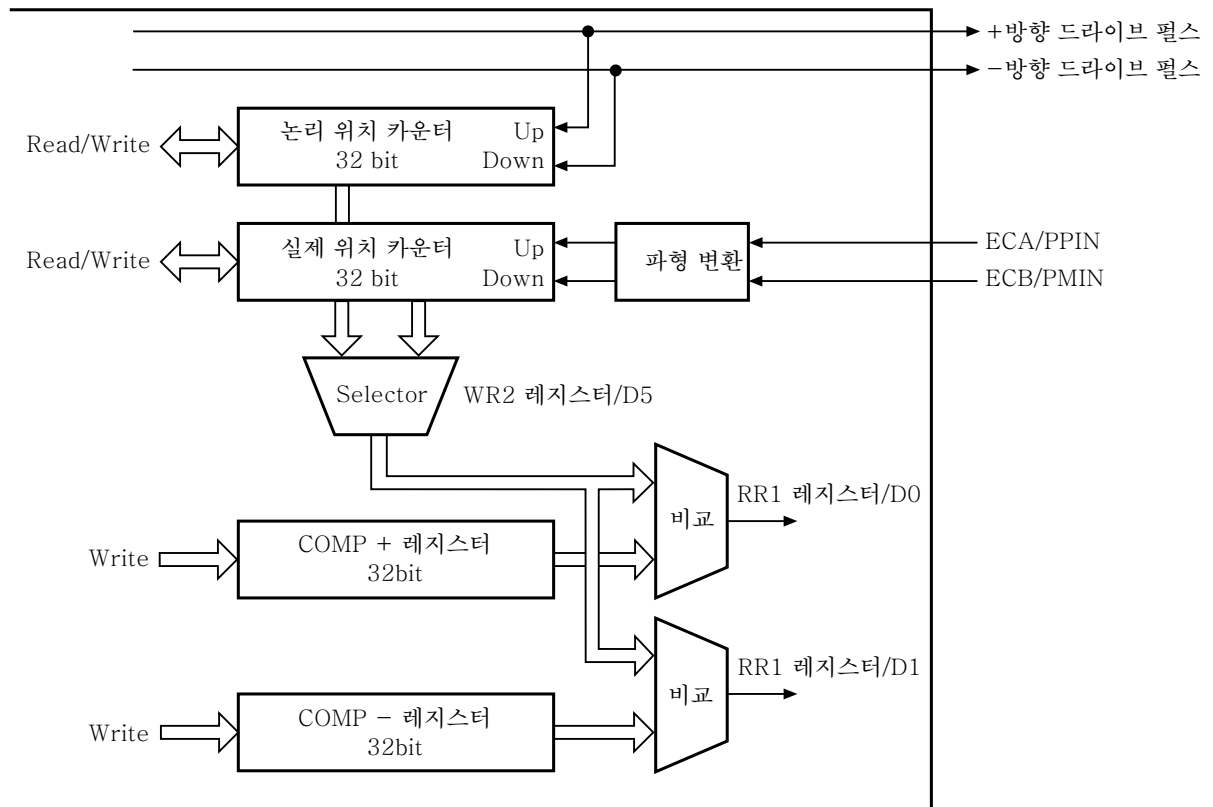 +방향 드라이브 펄스
−방향 드라이브 펄스
Read/Write
논리 위치 카운터
32 bit
Up
Down
Read/Write
실제 위치 카운터
32 bit
Up
Down
파형 변환
ECA/PPIN
ECB/PMIN
Selector
WR2 레지스터/D5
비교
RR1 레지스터/D0
Write
COMP + 레지스터
32bit
비교
RR1 레지스터/D1
Write
COMP − 레지스터
32bit